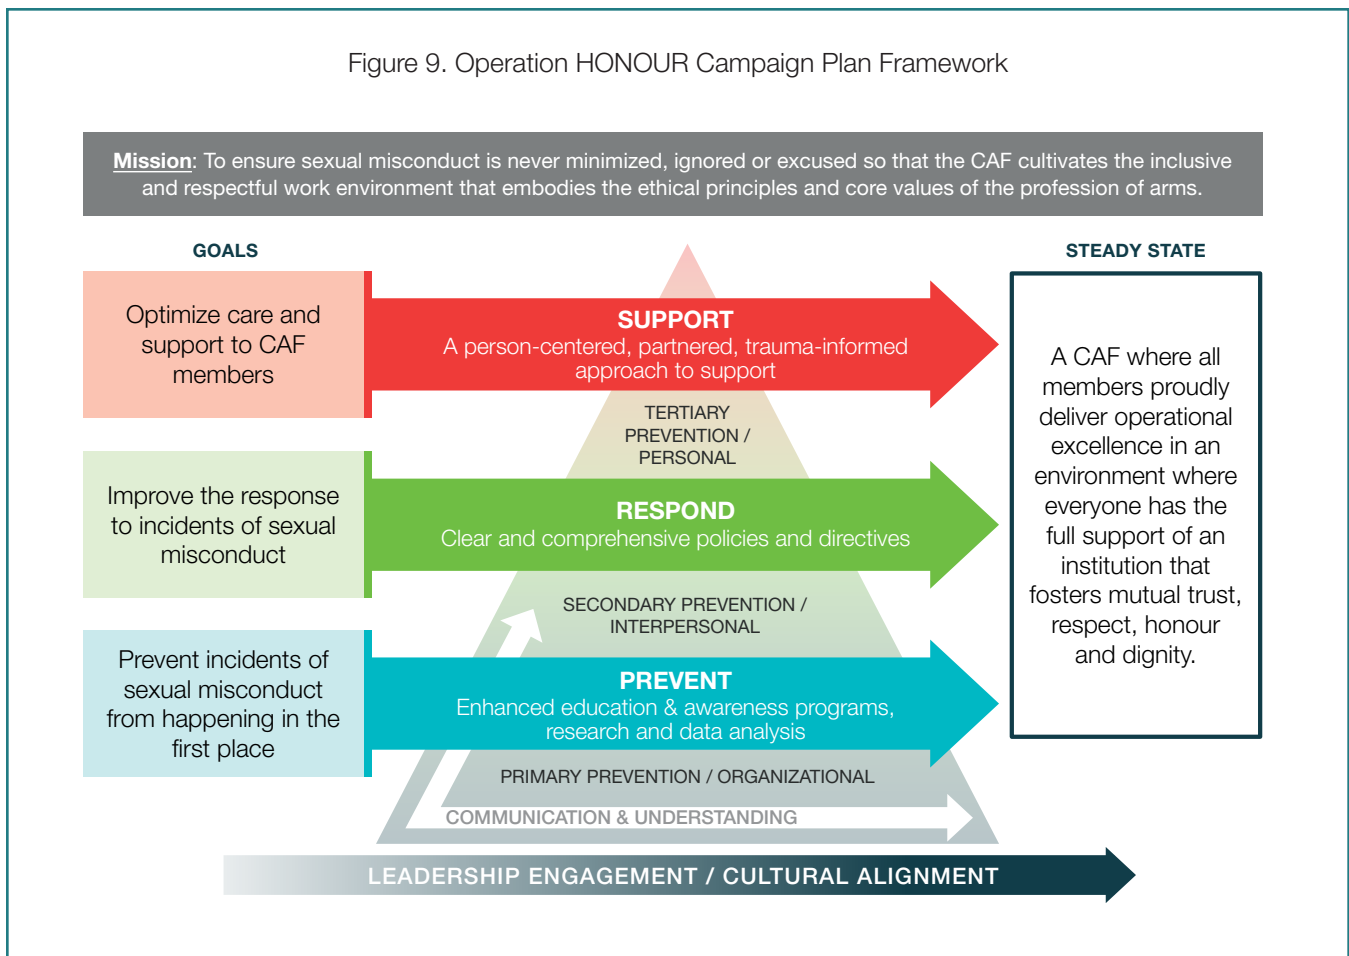 Figure 9. Operation HONOUR Campaign Plan Framework
Mission: To ensure sexual misconduct is never minimized, ignored or excused so that the CAF cultivates the inclusive
and respectful work environment that embodies the ethical principles and core values of the profession of arms.
GOALS
STEADY STATE
Optimize care and
support to CAF
members
SUPPORT
A person-centered, partnered, trauma-informed
approach to support
TERTIARY
PREVENTION /
PERSONAL
Improve the response
to incidents of sexual
misconduct
RESPOND
Clear and comprehensive policies and directives
SECONDARY PREVENTION /
INTERPERSONAL
Prevent incidents of
sexual misconduct
from happening in the
first place
PREVENT
Enhanced education & awareness programs,
research and data analysis
PRIMARY PREVENTION / ORGANIZATIONAL
COMMUNICATION & UNDERSTANDING
A CAF where all
members proudly
deliver operational
excellence in an
environment where
everyone has the
full support of an
institution that
fosters mutual trust,
respect, honour
and dignity.
LEADERSHIP ENGAGEMENT / CULTURAL ALIGNMENT